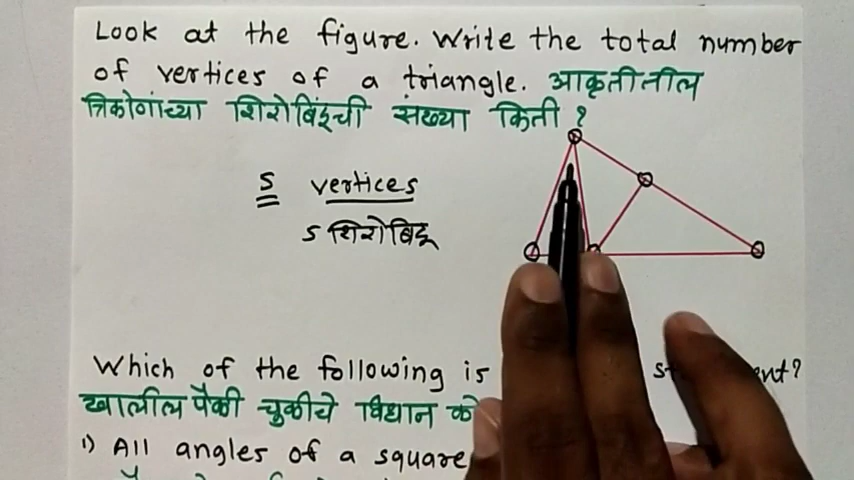 Look at the figure. Write the total number
of vertices of a triangle. आकृतीतील
त्रिकोणांच्या शिरोबिंदूंची संख्या किती ?
5 vertices
5 शिरोबिंदू
Which of the following is
खालील पैकी चुकीचे विधान
1) All angles of a square